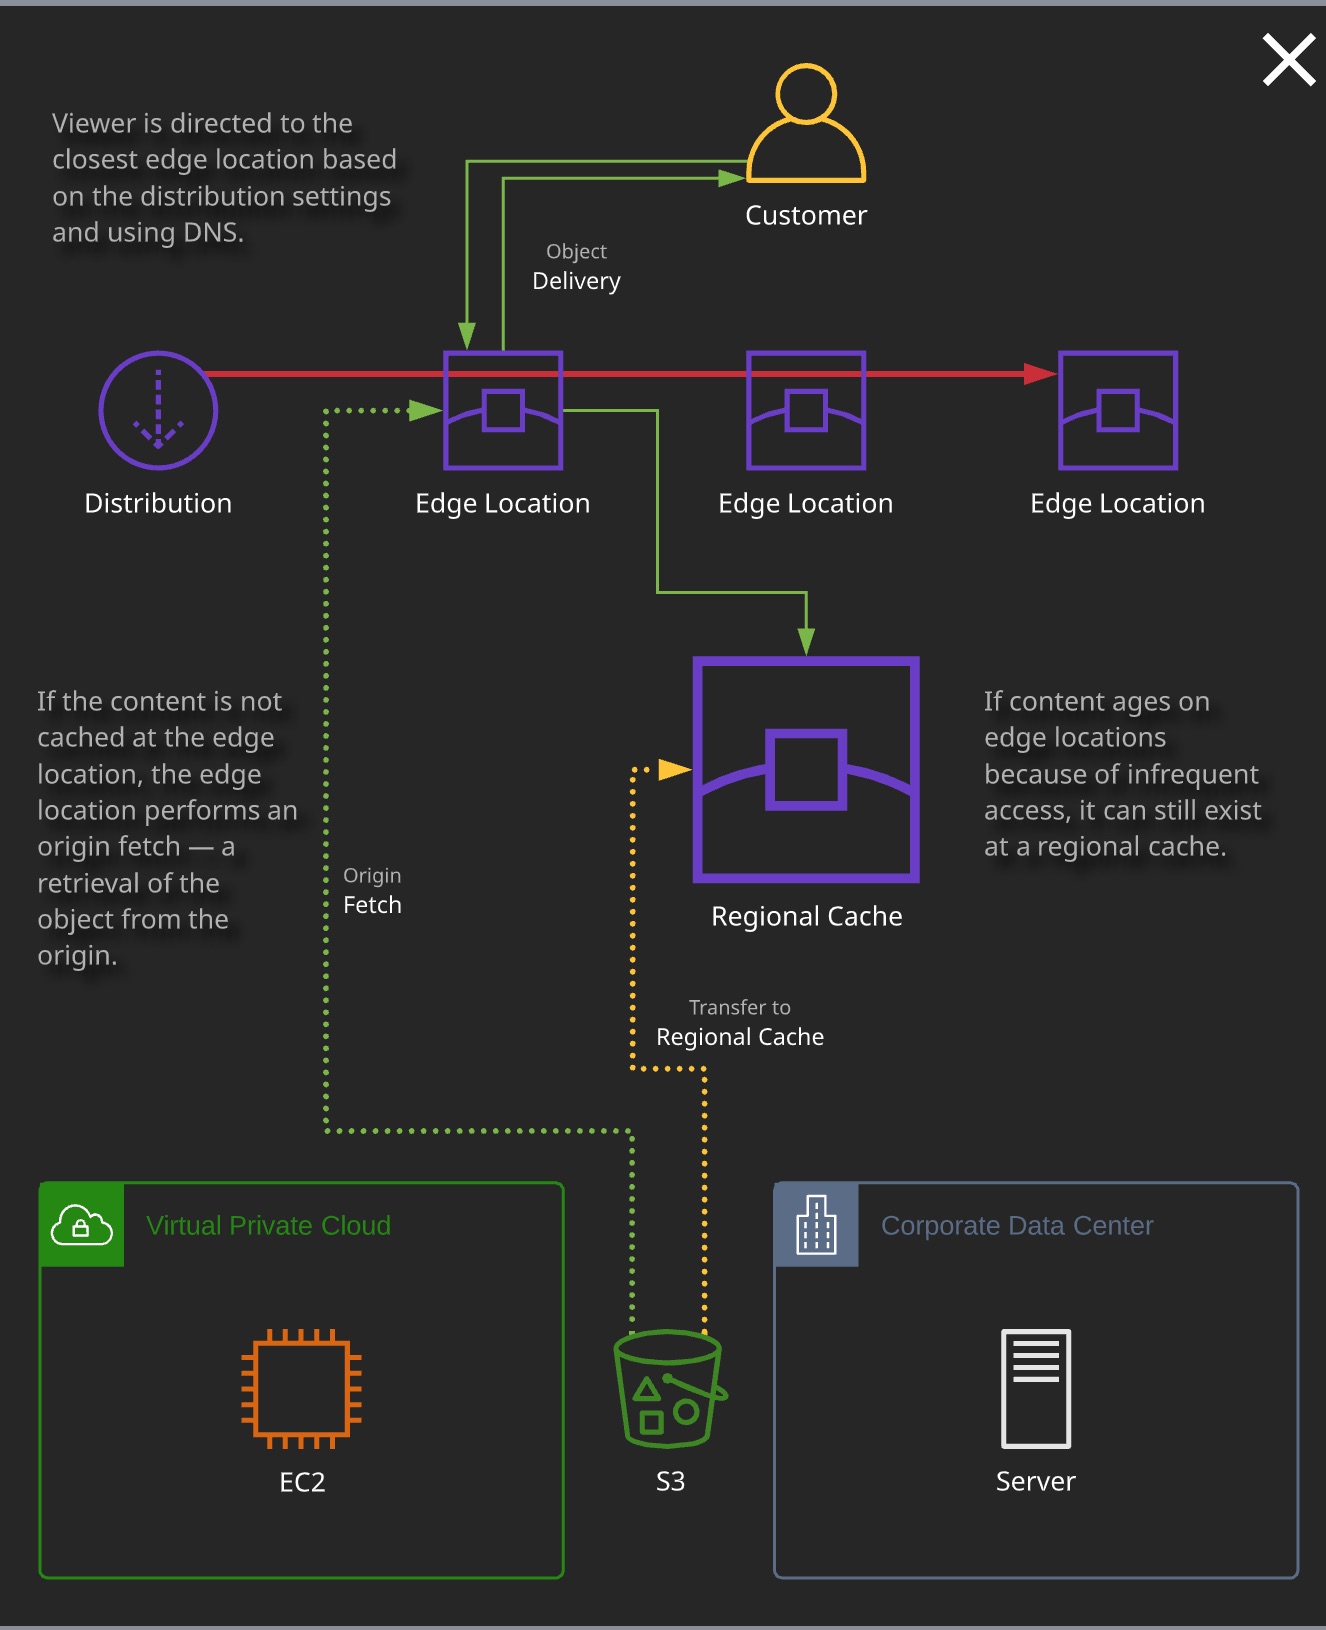 Viewer is directed to the
closest edge location based
on the distribution settings
and using DNS.
Customer
Object
Delivery
Distribution
Edge Location
Edge Location
Edge Location
If the content is not
cached at the edge
location, the edge
location performs an
origin fetch — a
retrieval of the
object from the
origin.
Origin
Fetch
If content ages on
edge locations
because of infrequent
access, it can still exist
at a regional cache.
Regional Cache
Transfer to
Regional Cache
Virtual Private Cloud
Corporate Data Center
EC2
S3
Server